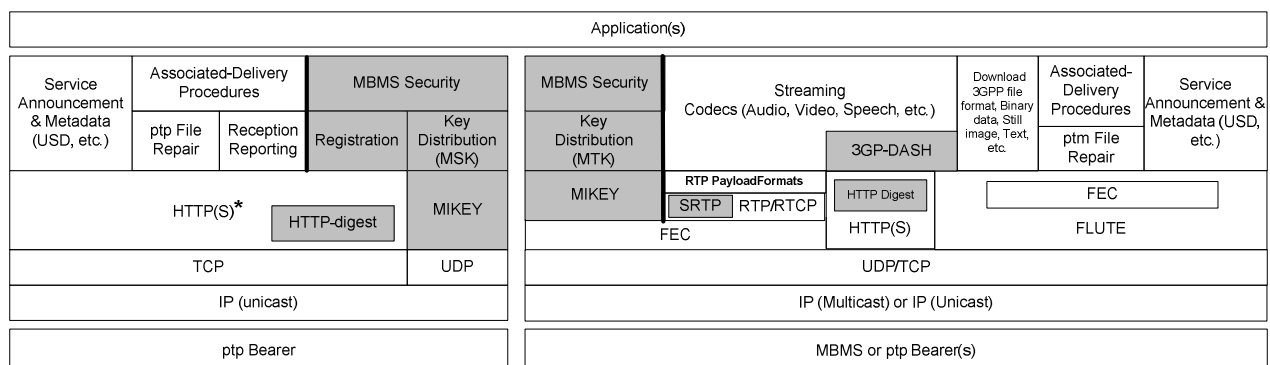 Application(s)
Service
Announcement
& Metadata
(USD, etc.)
Associated-Delivery
Procedures
ptp File
Repair
Reception
Reporting
MBMS Security
Registration
Key
Distribution
(MSK)
HTTP(S)*
HTTP-digest
MIKEY
TCP
UDP
IP (unicast)
ptp Bearer
MBMS Security
Key
Distribution
(MTK)
MIKEY
Streaming
Codecs (Audio, Video, Speech, etc.)
3GP-DASH
RTP PayloadFormats
SRTP
RTP/RTCP
FEC
HTTP Digest
HTTP(S)
Download
3GPP file
format, Binary
data, Still
image, Text,
etc.
Associated-
Delivery
Procedures
ptm File
Repair
Service
Announcement &
Metadata (USD,
etc.)
FEC
FLUTE
UDP/TCP
IP (Multicast) or IP (Unicast)
MBMS or ptp Bearer(s)